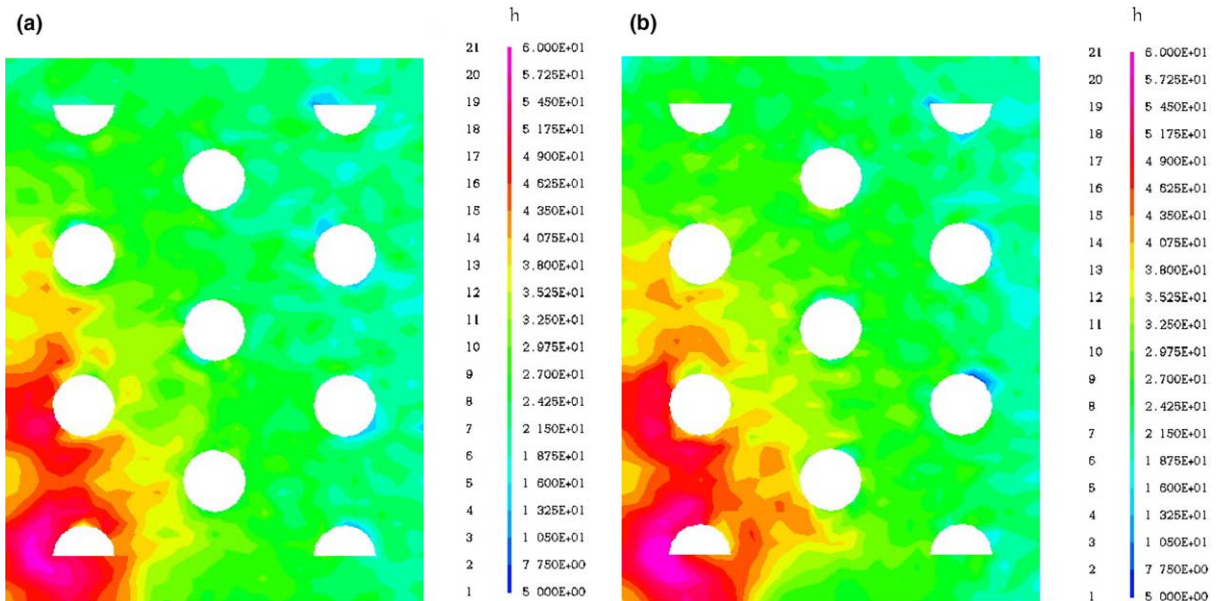 (a)
h
21 6.000E+01
20 5.725E+01
19 5 450E+01
18 5 175E+01
17 4 900E+01
16 4 625E+01
15 4 350E+01
14 4 075E+01
13 3.800E+01
12 3.525E+01
11 3.250E+01
10 2.975E+01
9 2.700E+01
8 2.425E+01
7 2 150E+01
6 1 875E+01
5 1 600E+01
4 1 325E+01
3 1 050E+01
2 7 750E+00
1 5 000E+00
(b)
h
21 6.000E+01
20 5.725E+01
19 5 450E+01
18 5 175E+01
17 4 900E+01
16 4 625E+01
15 4 350E+01
14 4 075E+01
13 3.800E+01
12 3.525E+01
11 3.250E+01
10 2.975E+01
9 2.700E+01
8 2.425E+01
7 2 150E+01
6 1 875E+01
5 1 600E+01
4 1 325E+01
3 1 050E+01
2 7 750E+00
1 5 000E+00